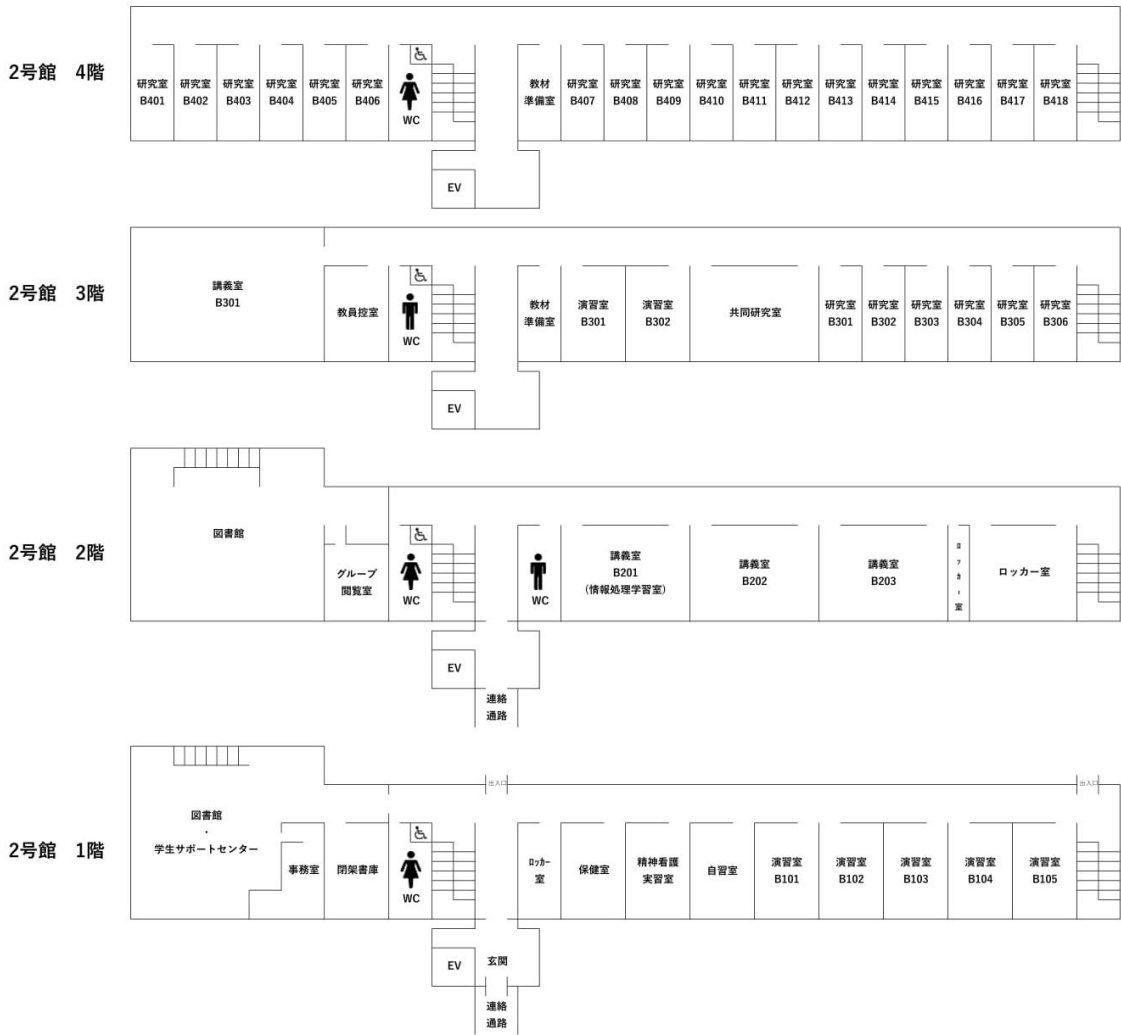 2号館 4階
研究室
B401
研究室
B402
研究室
B403
研究室
B404
研究室
B405
研究室
B406
WC
教材
準備室
研究室
B407
研究室
B408
研究室
B409
研究室
B410
研究室
B411
研究室
B412
研究室
B413
研究室
B414
研究室
B415
研究室
B416
研究室
B417
研究室
B418
EV
2号館 3階
講義室
B301
教員控室
WC
教材
準備室
演習室
B301
演習室
B302
共同研究室
研究室
B301
研究室
B302
研究室
B303
研究室
B304
研究室
B305
研究室
B306
EV
2号館 2階
図書館
グループ
閲覧室
WC
WC
講義室
B201
(情報処理学習室)
講義室
B202
講義室
B203
ロッカー室
ロッカー室
EV
連絡
通路
2号館 1階
出入口
出入口
図書館
・
学生サポートセンター
事務室
閉架書庫
WC
ロッカー
室
保健室
精神看護
実習室
自習室
演習室
B101
演習室
B102
演習室
B103
演習室
B104
演習室
B105
EV
玄関
連絡
通路